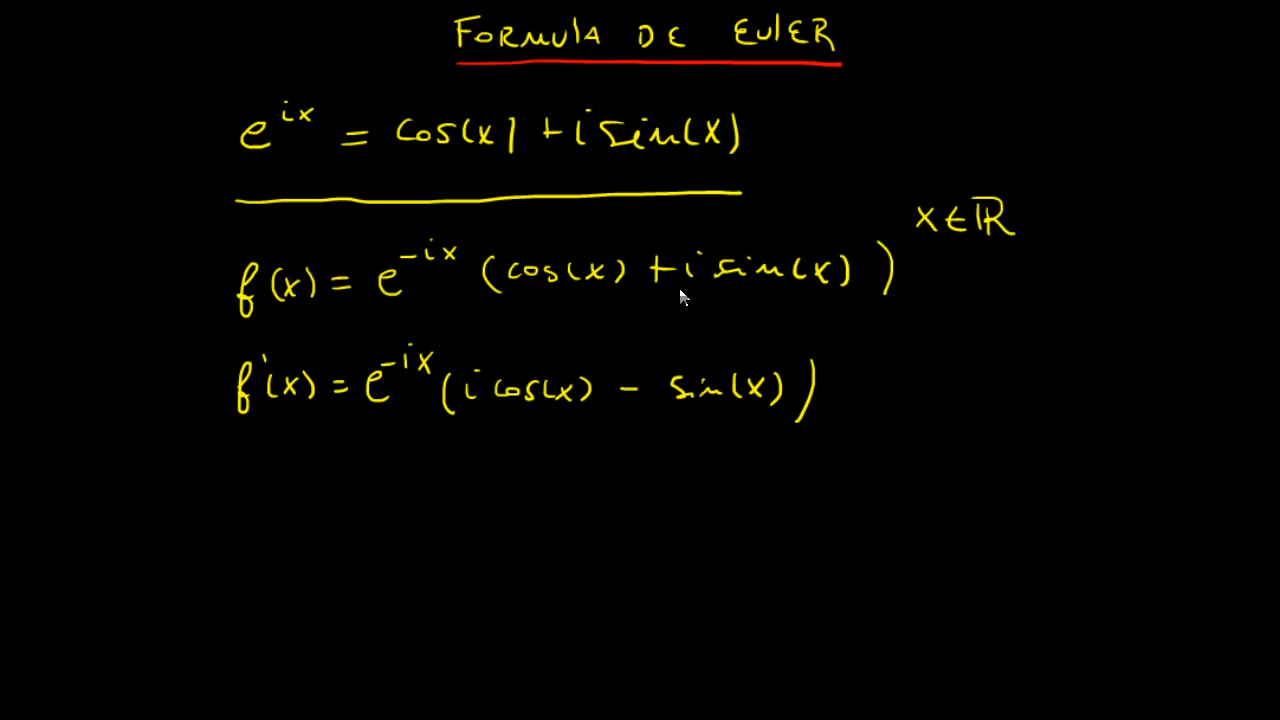 FORMULA DE EULER
e^{ix} = cos(x) + i sin(x)
x ∈ ℝ
f(x) = e^{-ix} (cos(x) + i sin(x))
f'(x) = e^{-ix} (i cos(x) - sin(x))